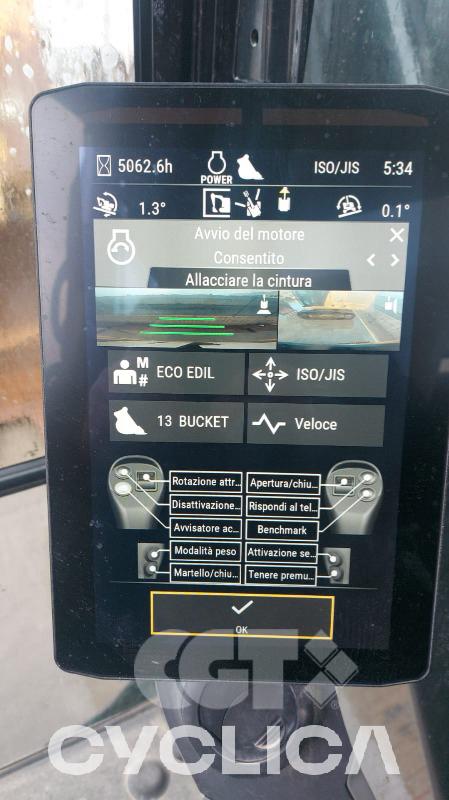 5062.6h POWER ISO/JIS 5:34
1.3° 0.1°
Avvio del motore
Consentito
Allacciare la cintura
M
# ECO EDIL ISO/JIS
13 BUCKET Veloce
Rotazione attr... Apertura/chiu...
Disattivazione... Rispondi al tel...
Avvisatore ac... Benchmark
Modalità peso Attivazione se...
Martello/chiu... Tenere premu...
OK
CGT
CYCLICA